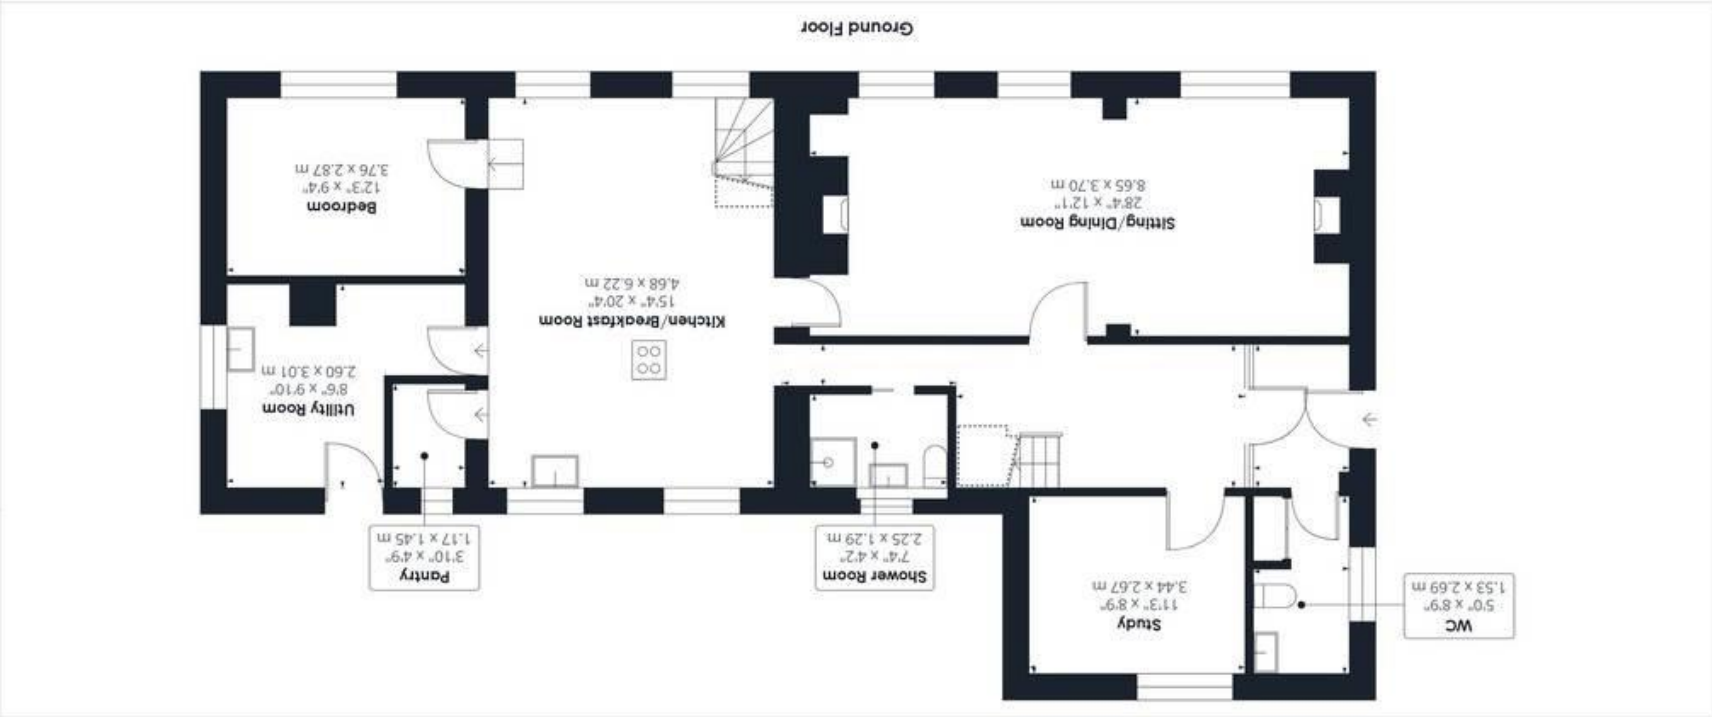 WC
5'0" x 8'9"
1.53 x 2.69 m
Study
11'3" x 8'9"
3.44 x 2.67 m
Shower Room
7'4" x 4'2"
2.25 x 1.29 m
Pantry
3'10" x 4'9"
1.17 x 1.45 m
Sitting/Dining Room
28'4" x 12'1"
8.65 x 3.70 m
Kitchen/Breakfast Room
15'4" x 20'4"
4.68 x 6.22 m
Utility Room
8'6" x 9'10"
2.60 x 3.01 m
Bedroom
12'3" x 9'4"
3.76 x 2.87 m
Ground Floor